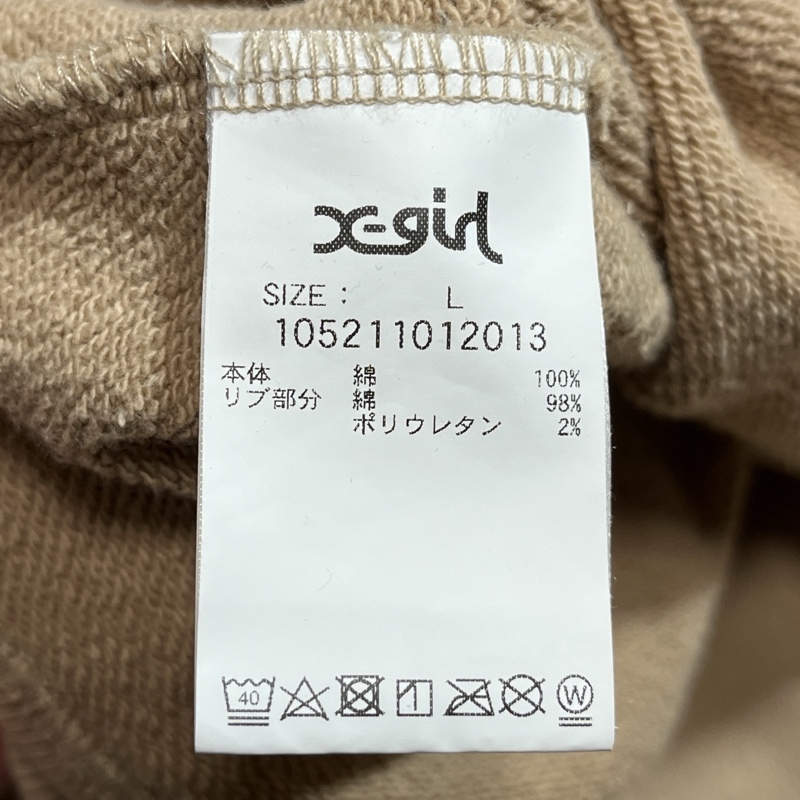 X-girl
SIZE : L
105211012013
本体 綿 100%
リブ部分 綿 98%
ポリウレタン 2%
40
W